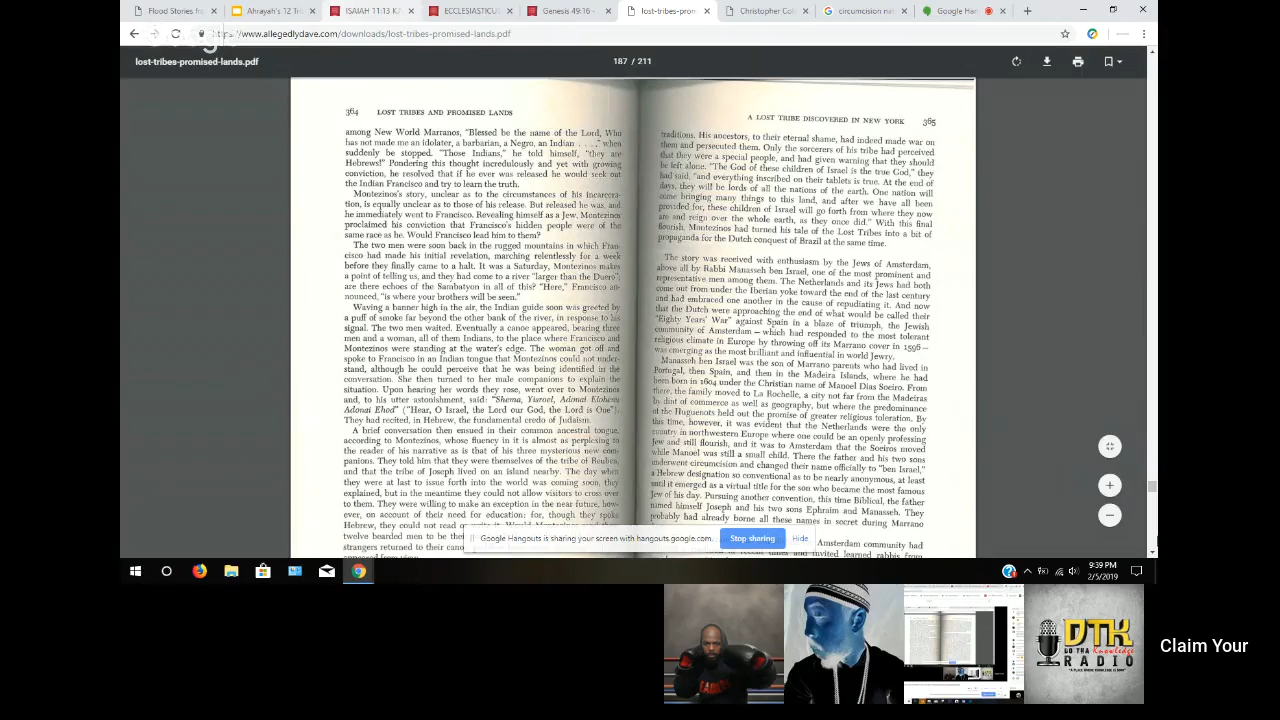 Flood Stories fro
Ahrayah's 12 Tri
ISAIAH 11:13 KA
ECCLESIASTICU
Genesis 49:16 -
lost-tribes-prom
Christopher Col
circumcision nat
Google Han
https://www.allegedlydave.com/downloads/lost-tribes-promised-lands.pdf
lost-tribes-promised-lands.pdf
187 / 211
364 LOST TRIBES AND PROMISED LANDS
among New World Marranos, "Blessed be the name of the Lord, Who
has not made me an idolater, a barbarian, a Negro, an Indian . . . ," when
suddenly he stopped. "Those Indians," he told himself, "they are
Hebrews!" Pondering this thought incredulously and yet with growing
conviction, he resolved that if he ever was released he would seek out
the Indian Francisco and try to learn the truth.
Montezinos's story, unclear as to the circumstances of his incarcera-
tion, is equally unclear as to those of his release. But released he was, and
he immediately went to Francisco. Revealing himself as a Jew, Montezinos
proclaimed his conviction that Francisco's hidden people were of the
same race as he. Would Francisco lead him to them?
The two men were soon back in the rugged mountains in which Fran-
cisco had made his initial revelation, marching relentlessly for a week
before they finally came to a halt. It was a Saturday, Montezinos makes
a point of telling us, and they had come to a river "larger than the Duero";
are there echoes of the Sambatyon in all of this? "Here," Francisco an-
nounced, "is where your brothers will be seen."
Waving a banner high in the air, the Indian guide soon was greeted by
a puff of smoke far beyond the other bank of the river, in response to his
signal. The two men waited. Eventually a canoe appeared, bearing three
men and a woman, all of them Indians, to the place where Francisco and
Montezinos were standing at the water's edge. The woman got off and
spoke to Francisco in an Indian tongue that Montezinos could not under-
stand, although he could perceive that he was being identified in the
conversation. She then turned to her male companions to explain the
situation. Upon hearing her words they rose, went over to Montezinos
and, to his utter astonishment, said: "Shema, Yisroel, Adonai Elohenu
Adonai Ehod" ("Hear, O Israel, the Lord our God, the Lord is One").
They had recited, in Hebrew, the fundamental credo of Judaism.
A brief conversation then ensued in their common ancestral tongue,
according to Montezinos, whose fluency in it is almost as perplexing to
the reader of his narrative as is that of his three mysterious new com-
panions. They told him that they were themselves of the tribe of Reuben,
and that the tribe of Joseph lived on an island nearby. The day when
they were at last to issue forth into the world was coming soon, they
explained, but in the meantime they could not allow visitors to cross over
to them. They were willing to make an exception in the near future, how-
ever, on account of their need for education: for, though they spoke
Hebrew, they could not read or
twelve bearded men to be their
strangers returned to their cano
A LOST TRIBE DISCOVERED IN NEW YORK 365
traditions. His ancestors, to their eternal shame, had indeed made war on
them and persecuted them. Only the sorcerers of his tribe had perceived
that they were a special people, and had given warning that they should
be left alone. "The God of these children of Israel is the true God," they
had said, "and everything inscribed on their tablets is true. At the end of
days, they will be lords of all the nations of the earth. One nation will
come bringing many things to this land, and after we have all been
provided for, these children of Israel will go forth from where they now
are and reign over the whole earth, as they once did." With this final
flourish, Montezinos had turned his tale of the Lost Tribes into a bit of
propaganda for the Dutch conquest of Brazil at the same time.
The story was received with enthusiasm by the Jews of Amsterdam,
above all by Rabbi Manasseh ben Israel, one of the most prominent and
representative men among them. The Netherlands and its Jews had both
come out from under the Iberian yoke toward the end of the last century
and had embraced one another in the cause of repudiating it. And now
that the Dutch were approaching the end of what would be called their
"Eighty Years' War" against Spain in a blaze of triumph, the Jewish
community of Amsterdam—which had responded to the most tolerant
religious climate in Europe by throwing off its Marrano cover in 1596—
was emerging as the most brilliant and influential in world Jewry.
Manasseh ben Israel was the son of Marrano parents who had lived in
Portugal, then Spain, and then in the Madeira Islands, where he had
been born in 1604 under the Christian name of Manoel Dias Soeiro. From
there, the family moved to La Rochelle, a city not far from the Madeiras
by dint of commerce as well as geography, but where the predominance
of the Huguenots held out the promise of greater religious toleration. By
this time, however, it was evident that the Netherlands were the only
country in northwestern Europe where one could be an openly professing
Jew and still flourish, and it was to Amsterdam that the Soeiros moved
while Manoel was still a small child. There the father and his two sons
underwent circumcision and changed their name officially to "ben Israel,"
a Hebrew designation so conventional as to be nearly anonymous, at least
until it emerged as a virtual title for the son who became the most famous
Jew of his day. Pursuing another convention, this time Biblical, the father
named himself Joseph and his two sons Ephraim and Manasseh. They
probably had already borne all these names in secret during Marrano
Amsterdam community had
in recent times and invited learned rabbis from
Google Hangouts is sharing your screen with hangouts.google.com.
Stop sharing
Hide
9:39 PM
2/5/2019
DTK
Do Tha Knowledge
RADIO
"A PLACE WHERE KNOWLEDGE IS BORN"
Claim Your